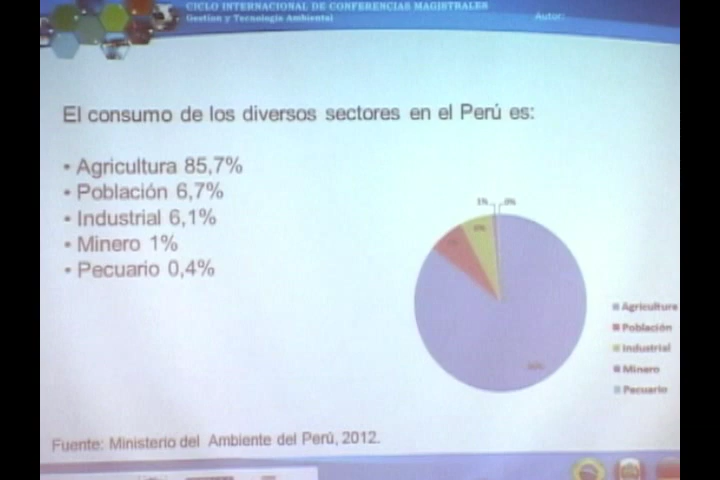 CICLO INTERNACIONAL DE CONFERENCIAS MAGISTRALES
Gestion y Tecnología Ambiental
Autor:
El consumo de los diversos sectores en el Perú es:
• Agricultura 85,7%
• Población 6,7%
• Industrial 6,1%
• Minero 1%
• Pecuario 0,4%
1%
0%
6%
Agricultura
Población
Industrial
Minero
Pecuario
Fuente: Ministerio del Ambiente del Perú, 2012.